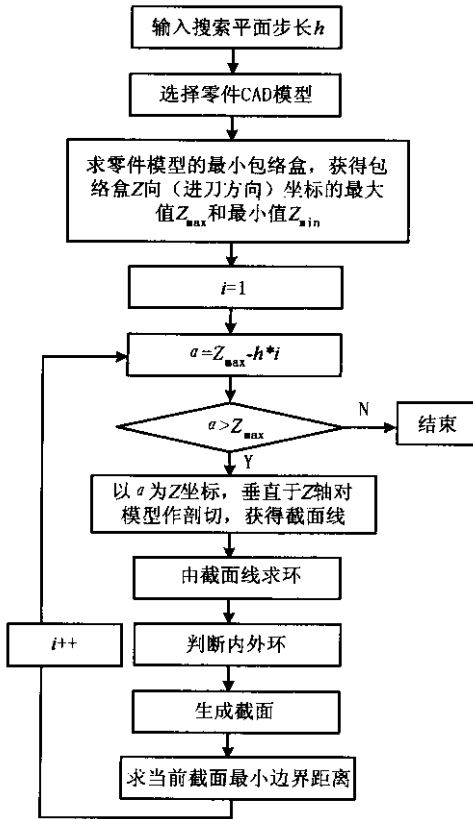 输入搜索平面步长h
选择零件CAD模型
求零件模型的最小包络盒，获得包
络盒Z向（进刀方向）坐标的最大
值Zmax和最小值Zmin
i=1
a=Zmax-h*i
a>Zmax
N
结束
Y
以a为Z坐标，垂直于Z轴对
模型作剖切，获得截面线
由截面线求环
i++
判断内外环
生成截面
求当前截面最小边界距离